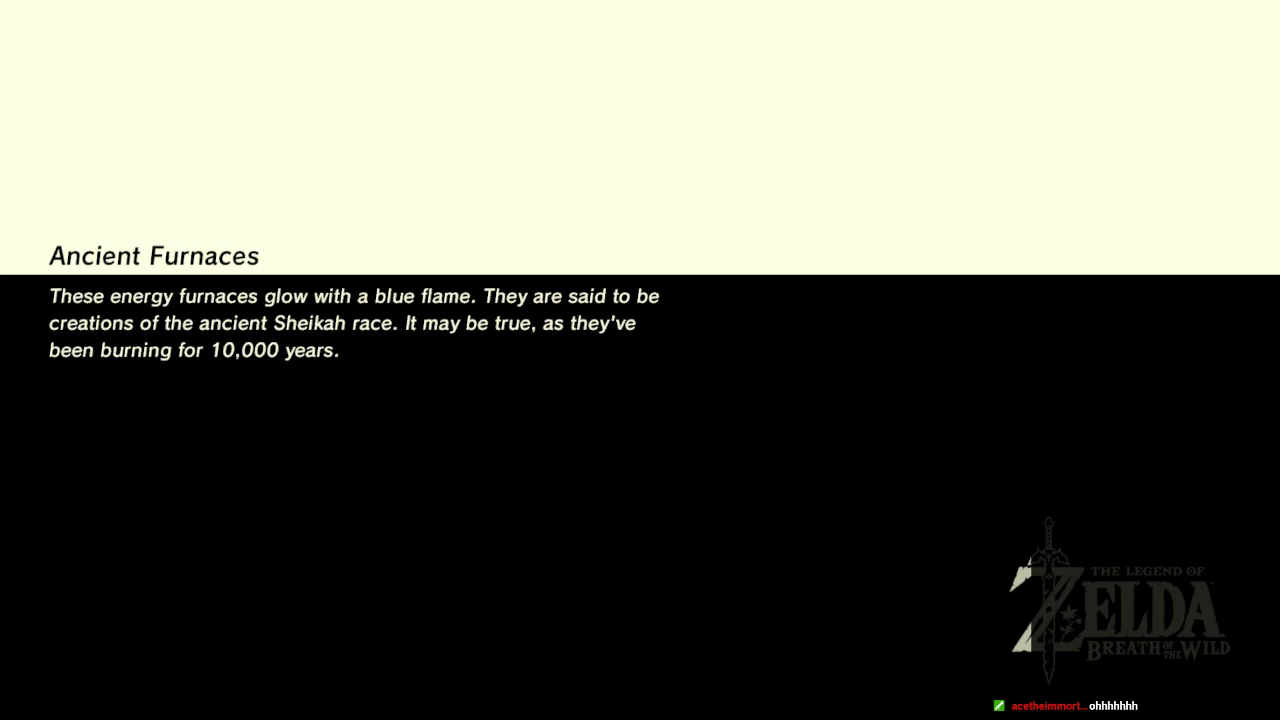 Ancient Furnaces
These energy furnaces glow with a blue flame. They are said to be
creations of the ancient Sheikah race. It may be true, as they've
been burning for 10,000 years.
THE LEGEND OF
ZELDA
BREATH OF THE WILD
acetheimmort... ohhhhhhh